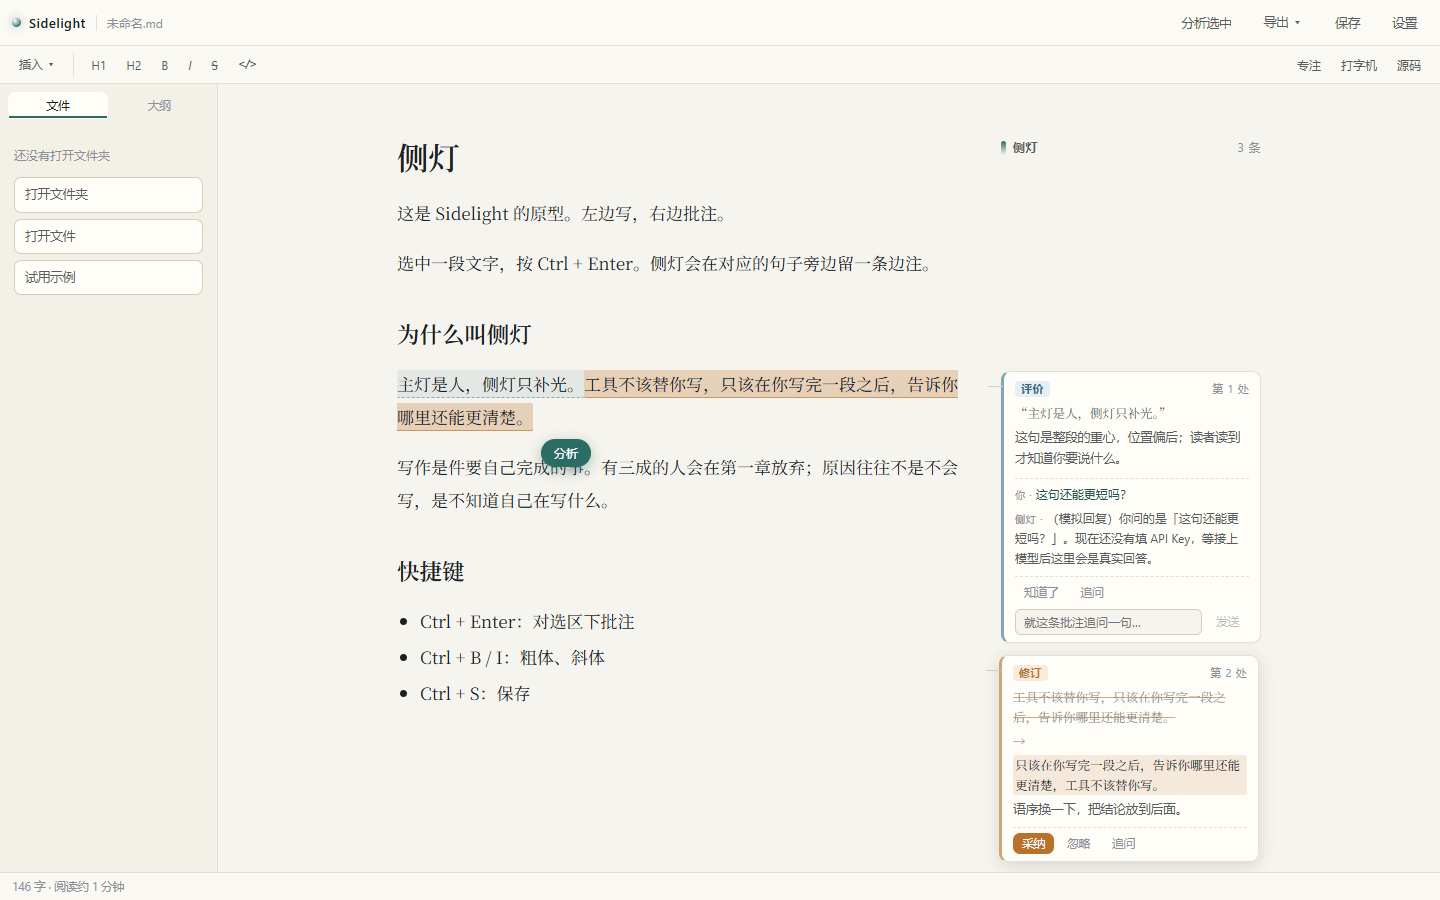 Sidelight 未命名.md 分析选中 导出 保存 设置
插入 H1 H2 B I S </> 专注 打字机 源码
文件 大纲
还没有打开文件夹
打开文件夹
打开文件
试用示例
侧灯
这是 Sidelight 的原型。左边写，右边批注。
选中一段文字，按 Ctrl + Enter。侧灯会在对应的句子旁边留一条边注。
为什么叫侧灯
主灯是人，侧灯只补光。工具不该替你写，只该在你写完一段之后，告诉你
哪里还能更清楚。
分析
写作是件要自己完成的事。有三成的人会在第一章放弃；原因往往不是不会
写，是不知道自己在写什么。
快捷键
Ctrl + Enter：对选区下批注
Ctrl + B / I：粗体、斜体
Ctrl + S：保存
侧灯 3 条
评价 第 1 处
“主灯是人，侧灯只补光。”
这句是整段的重心，位置偏后；读者读到
才知道你要说什么。
你 · 这句还能更短吗？
侧灯 · （模拟回复）你问的是「这句还能更
短吗？」。现在还没有填 API Key，等接上
模型后这里会是真实回答。
知道了 追问
就这条批注追问一句... 发送
修订 第 2 处
工具不该替你写，只该在你写完一段之
后，告诉你哪里还能更清楚。
→
只该在你写完一段之后，告诉你哪里还能
更清楚，工具不该替你写。
语序换一下，把结论放到后面。
采纳 忽略 追问
146 字 · 阅读约 1 分钟